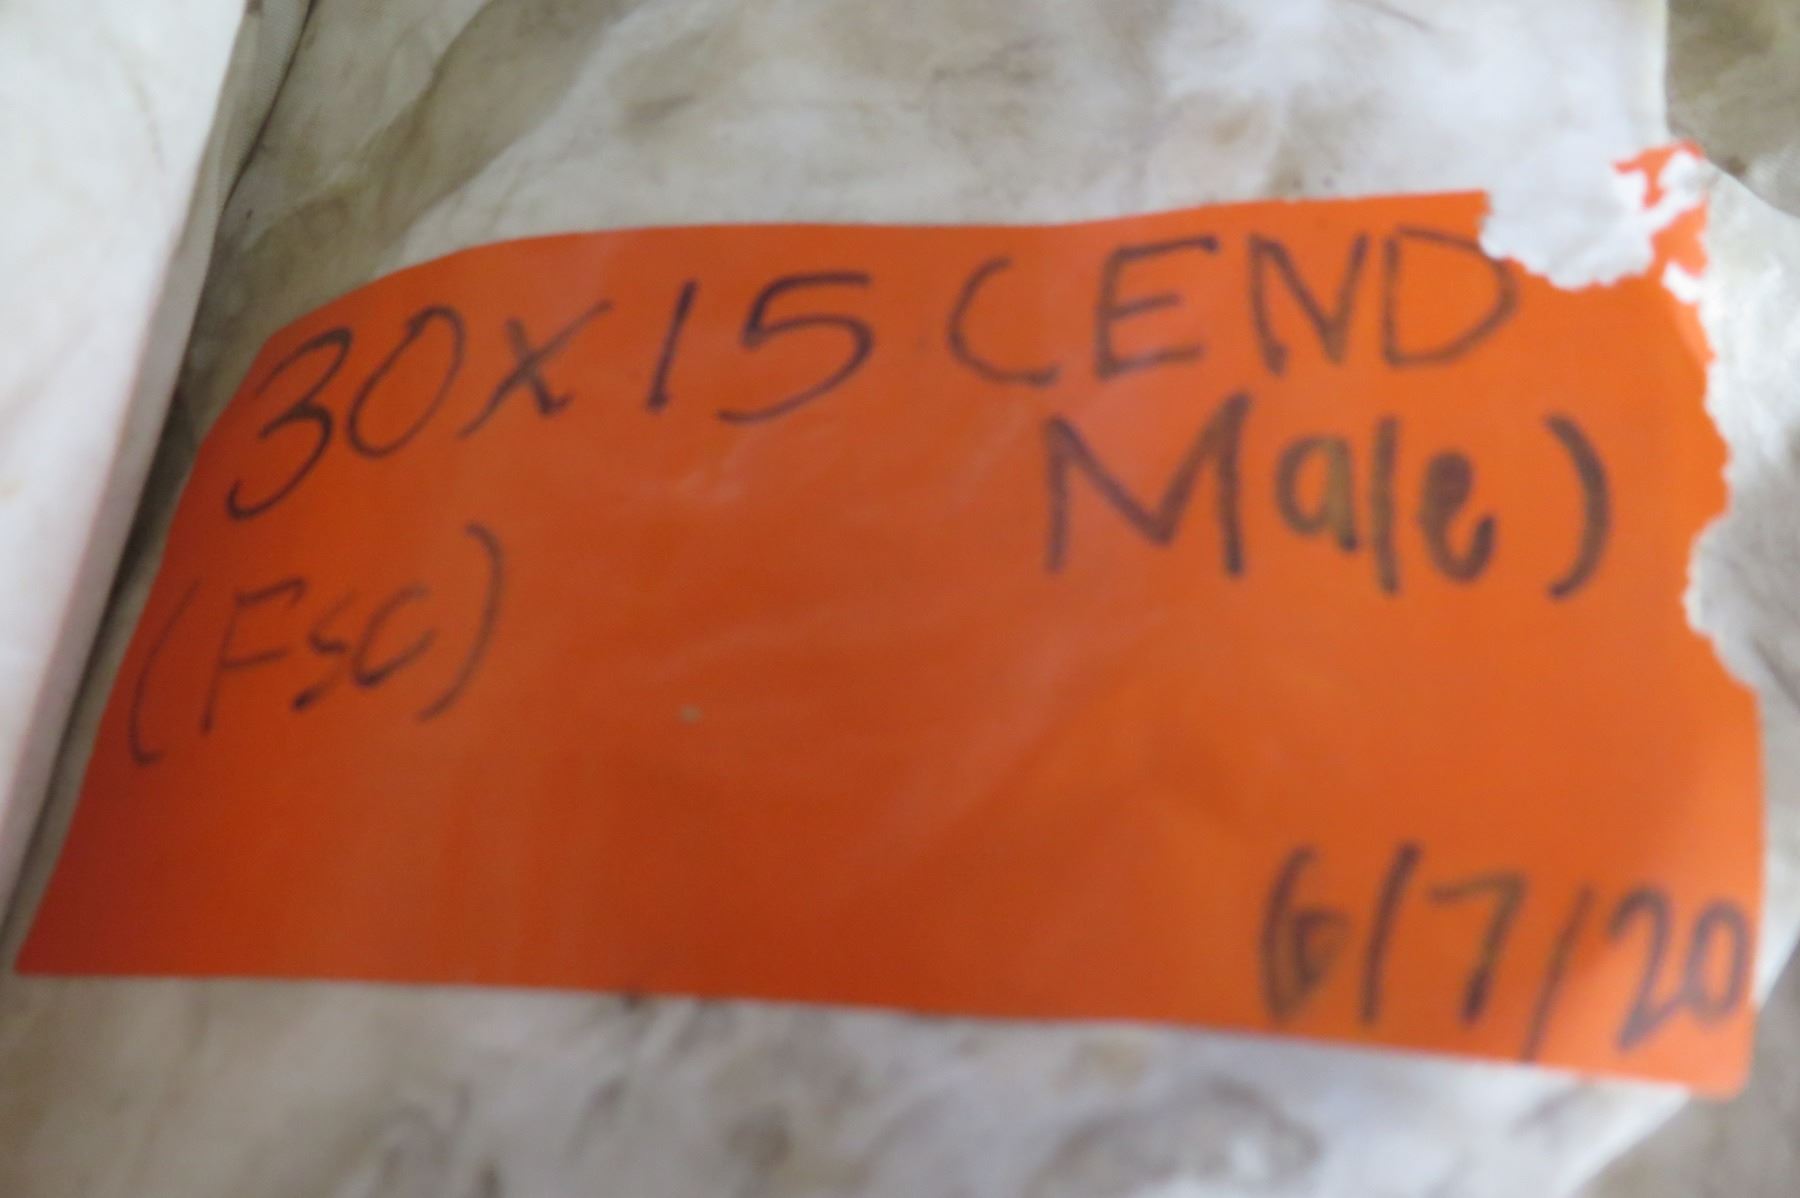 30x15 (END
Male)
(FSC)
6/7/20